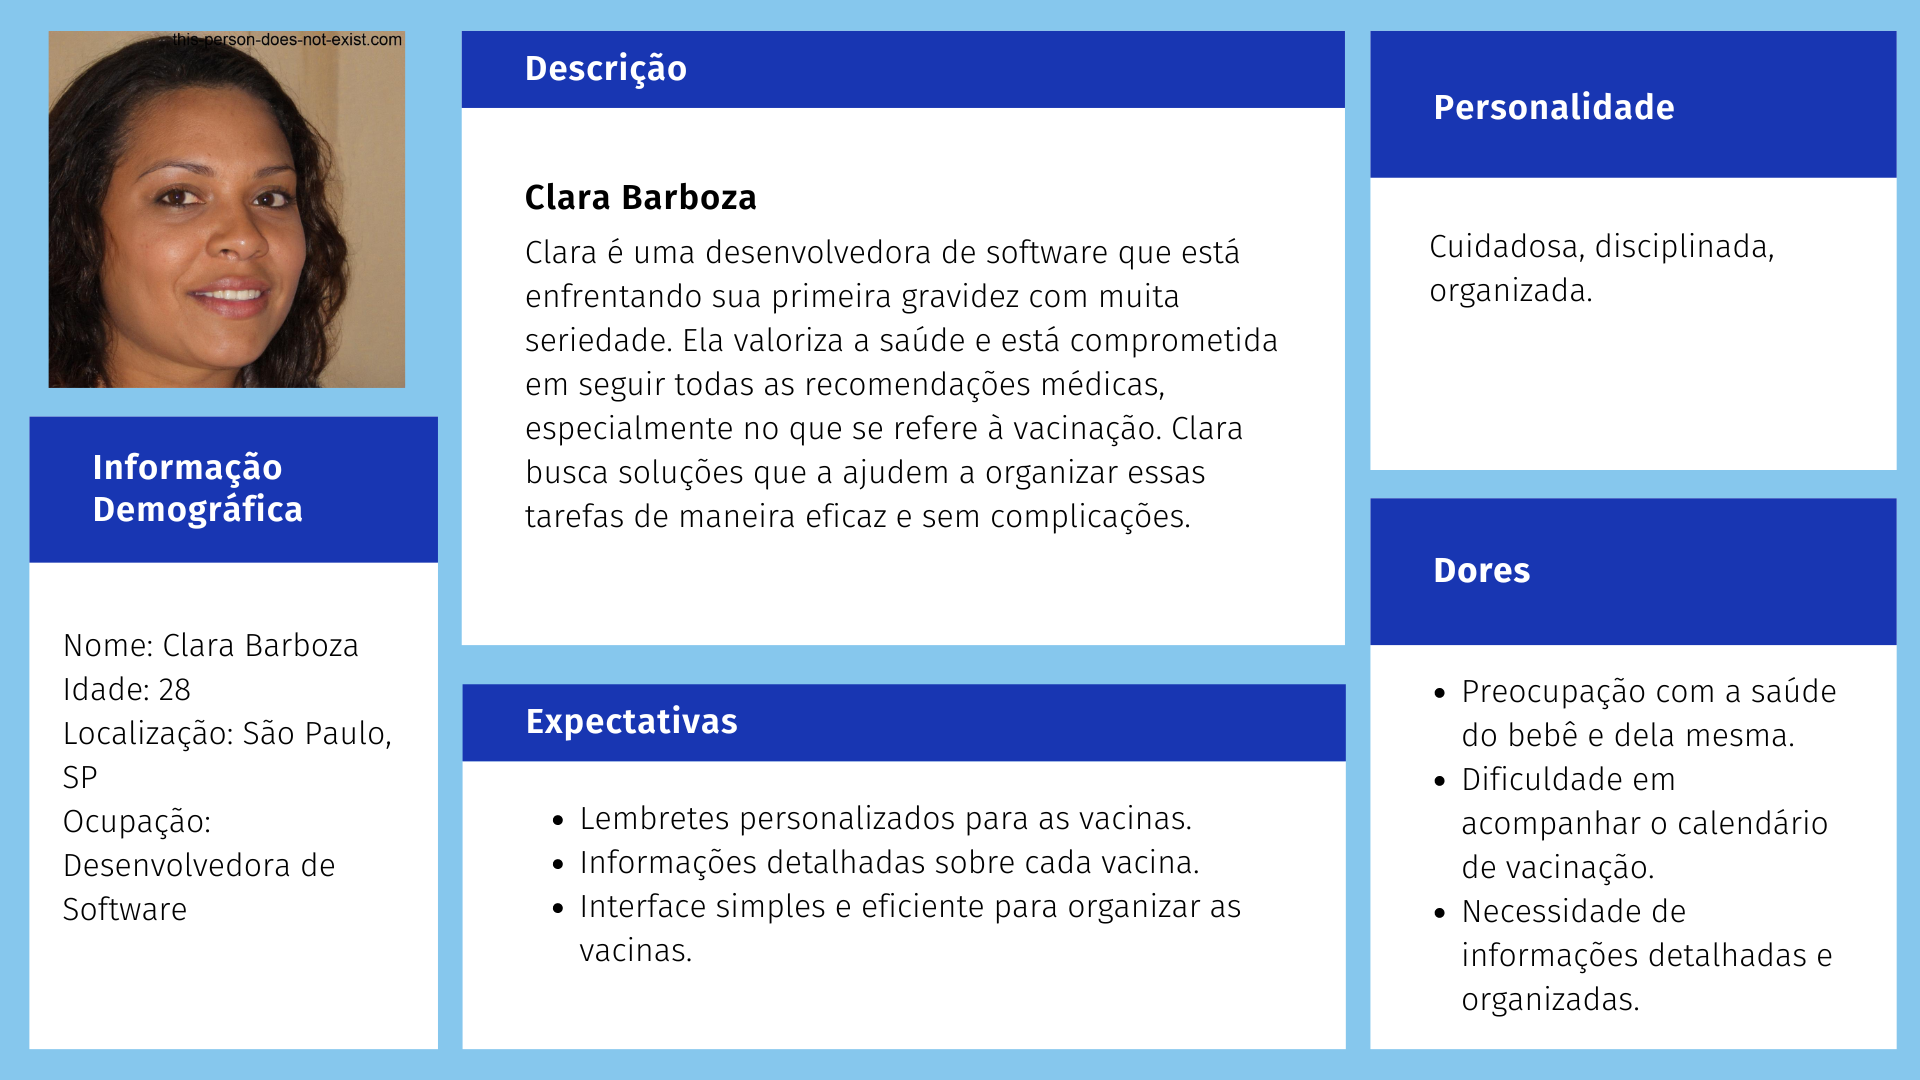 this-person-does-not-exist.com
Informação
Demográfica
Nome: Clara Barboza
Idade: 28
Localização: São Paulo,
SP
Ocupação:
Desenvolvedora de
Software
Descrição
Clara Barboza
Clara é uma desenvolvedora de software que está
enfrentando sua primeira gravidez com muita
seriedade. Ela valoriza a saúde e está comprometida
em seguir todas as recomendações médicas,
especialmente no que se refere à vacinação. Clara
busca soluções que a ajudem a organizar essas
tarefas de maneira eficaz e sem complicações.
Expectativas
• Lembretes personalizados para as vacinas.
• Informações detalhadas sobre cada vacina.
• Interface simples e eficiente para organizar as
vacinas.
Personalidade
Cuidadosa, disciplinada,
organizada.
Dores
• Preocupação com a saúde
do bebê e dela mesma.
• Dificuldade em
acompanhar o calendário
de vacinação.
• Necessidade de
informações detalhadas e
organizadas.